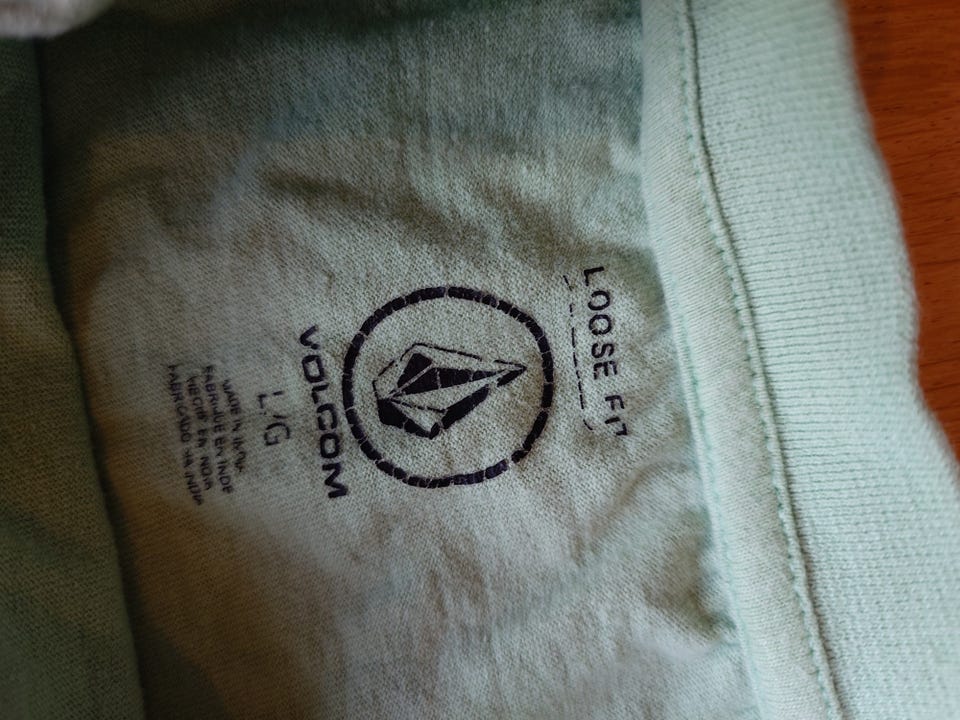 LOOSE FIT
VOLCOM
L/G
MADE IN INDIA
FABRIQUÉ EN INDE
HECHO EN INDIA
FABRICADO NA INDIA